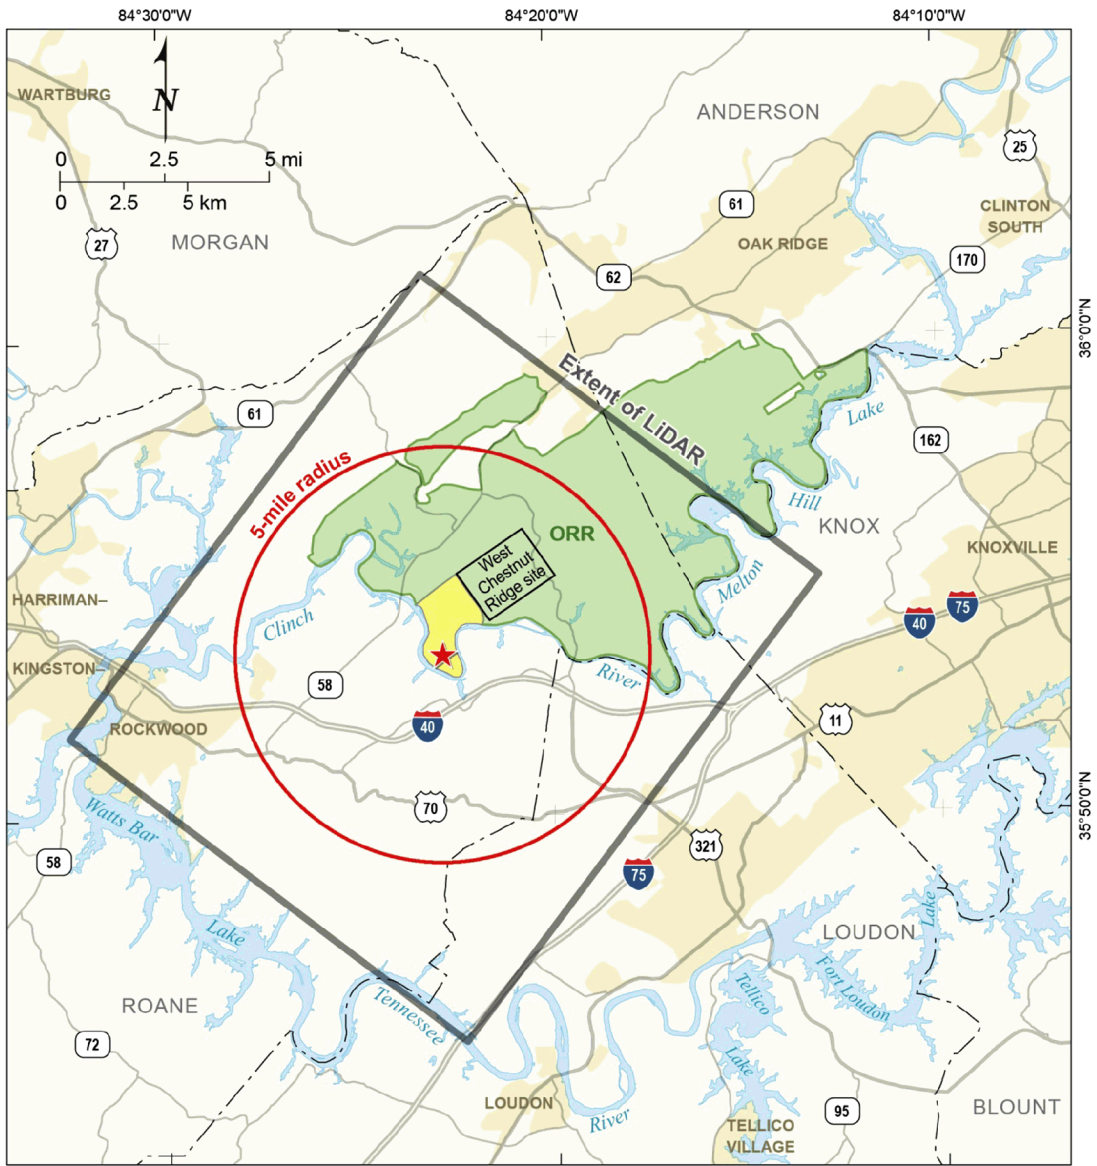 84°30'0"W
84°20'0"W
84°10'0"W
WARTBURG
N
ANDERSON
25
0 2.5 5 mi
0 2.5 5 km
61
CLINTON
SOUTH
27
MORGAN
OAK RIDGE
170
62
36°0'0"N
Extent of LiDAR
61
Lake
162
5-mile radius
Hill
KNOX
ORR
KNOXVILLE
West
Chestnut
Ridge site
Melton
HARRIMAN–
Clinch
40
75
KINGSTON–
River
58
ROCKWOOD
40
11
70
35°50'0"N
Watts Bar
321
58
75
Lake
Lake
LOUDON
Fort Loudon
ROANE
Tennessee
Tellico
72
Lake
LOUDON
River
95
BLOUNT
TELLICO
VILLAGE